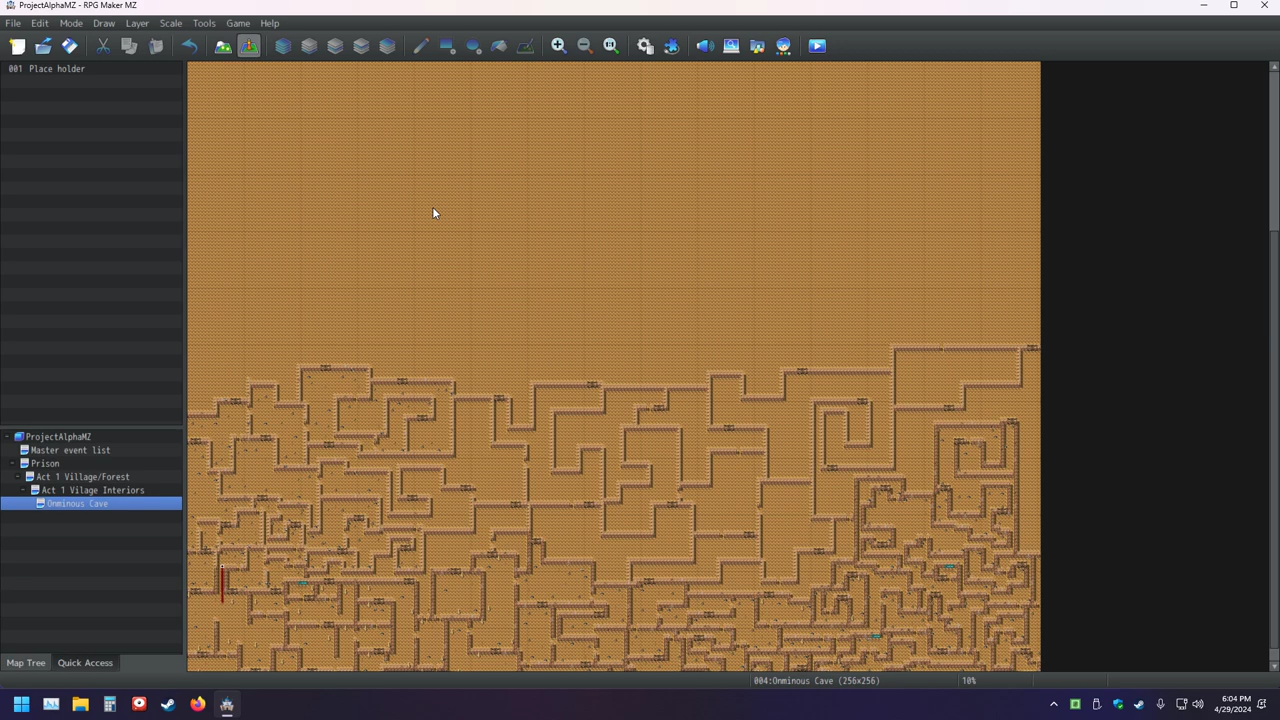 ProjectAlphaMZ - RPG Maker MZ
File Edit Mode Draw Layer Scale Tools Game Help
001 Place holder
ProjectAlphaMZ
Master event list
Prison
Act 1 Village/Forest
Act 1 Vilage Interiors
Onminous Cave
Map Tree Quick Access
004:Onminous Cave (256x256) 10%
6:04 PM
4/29/2024